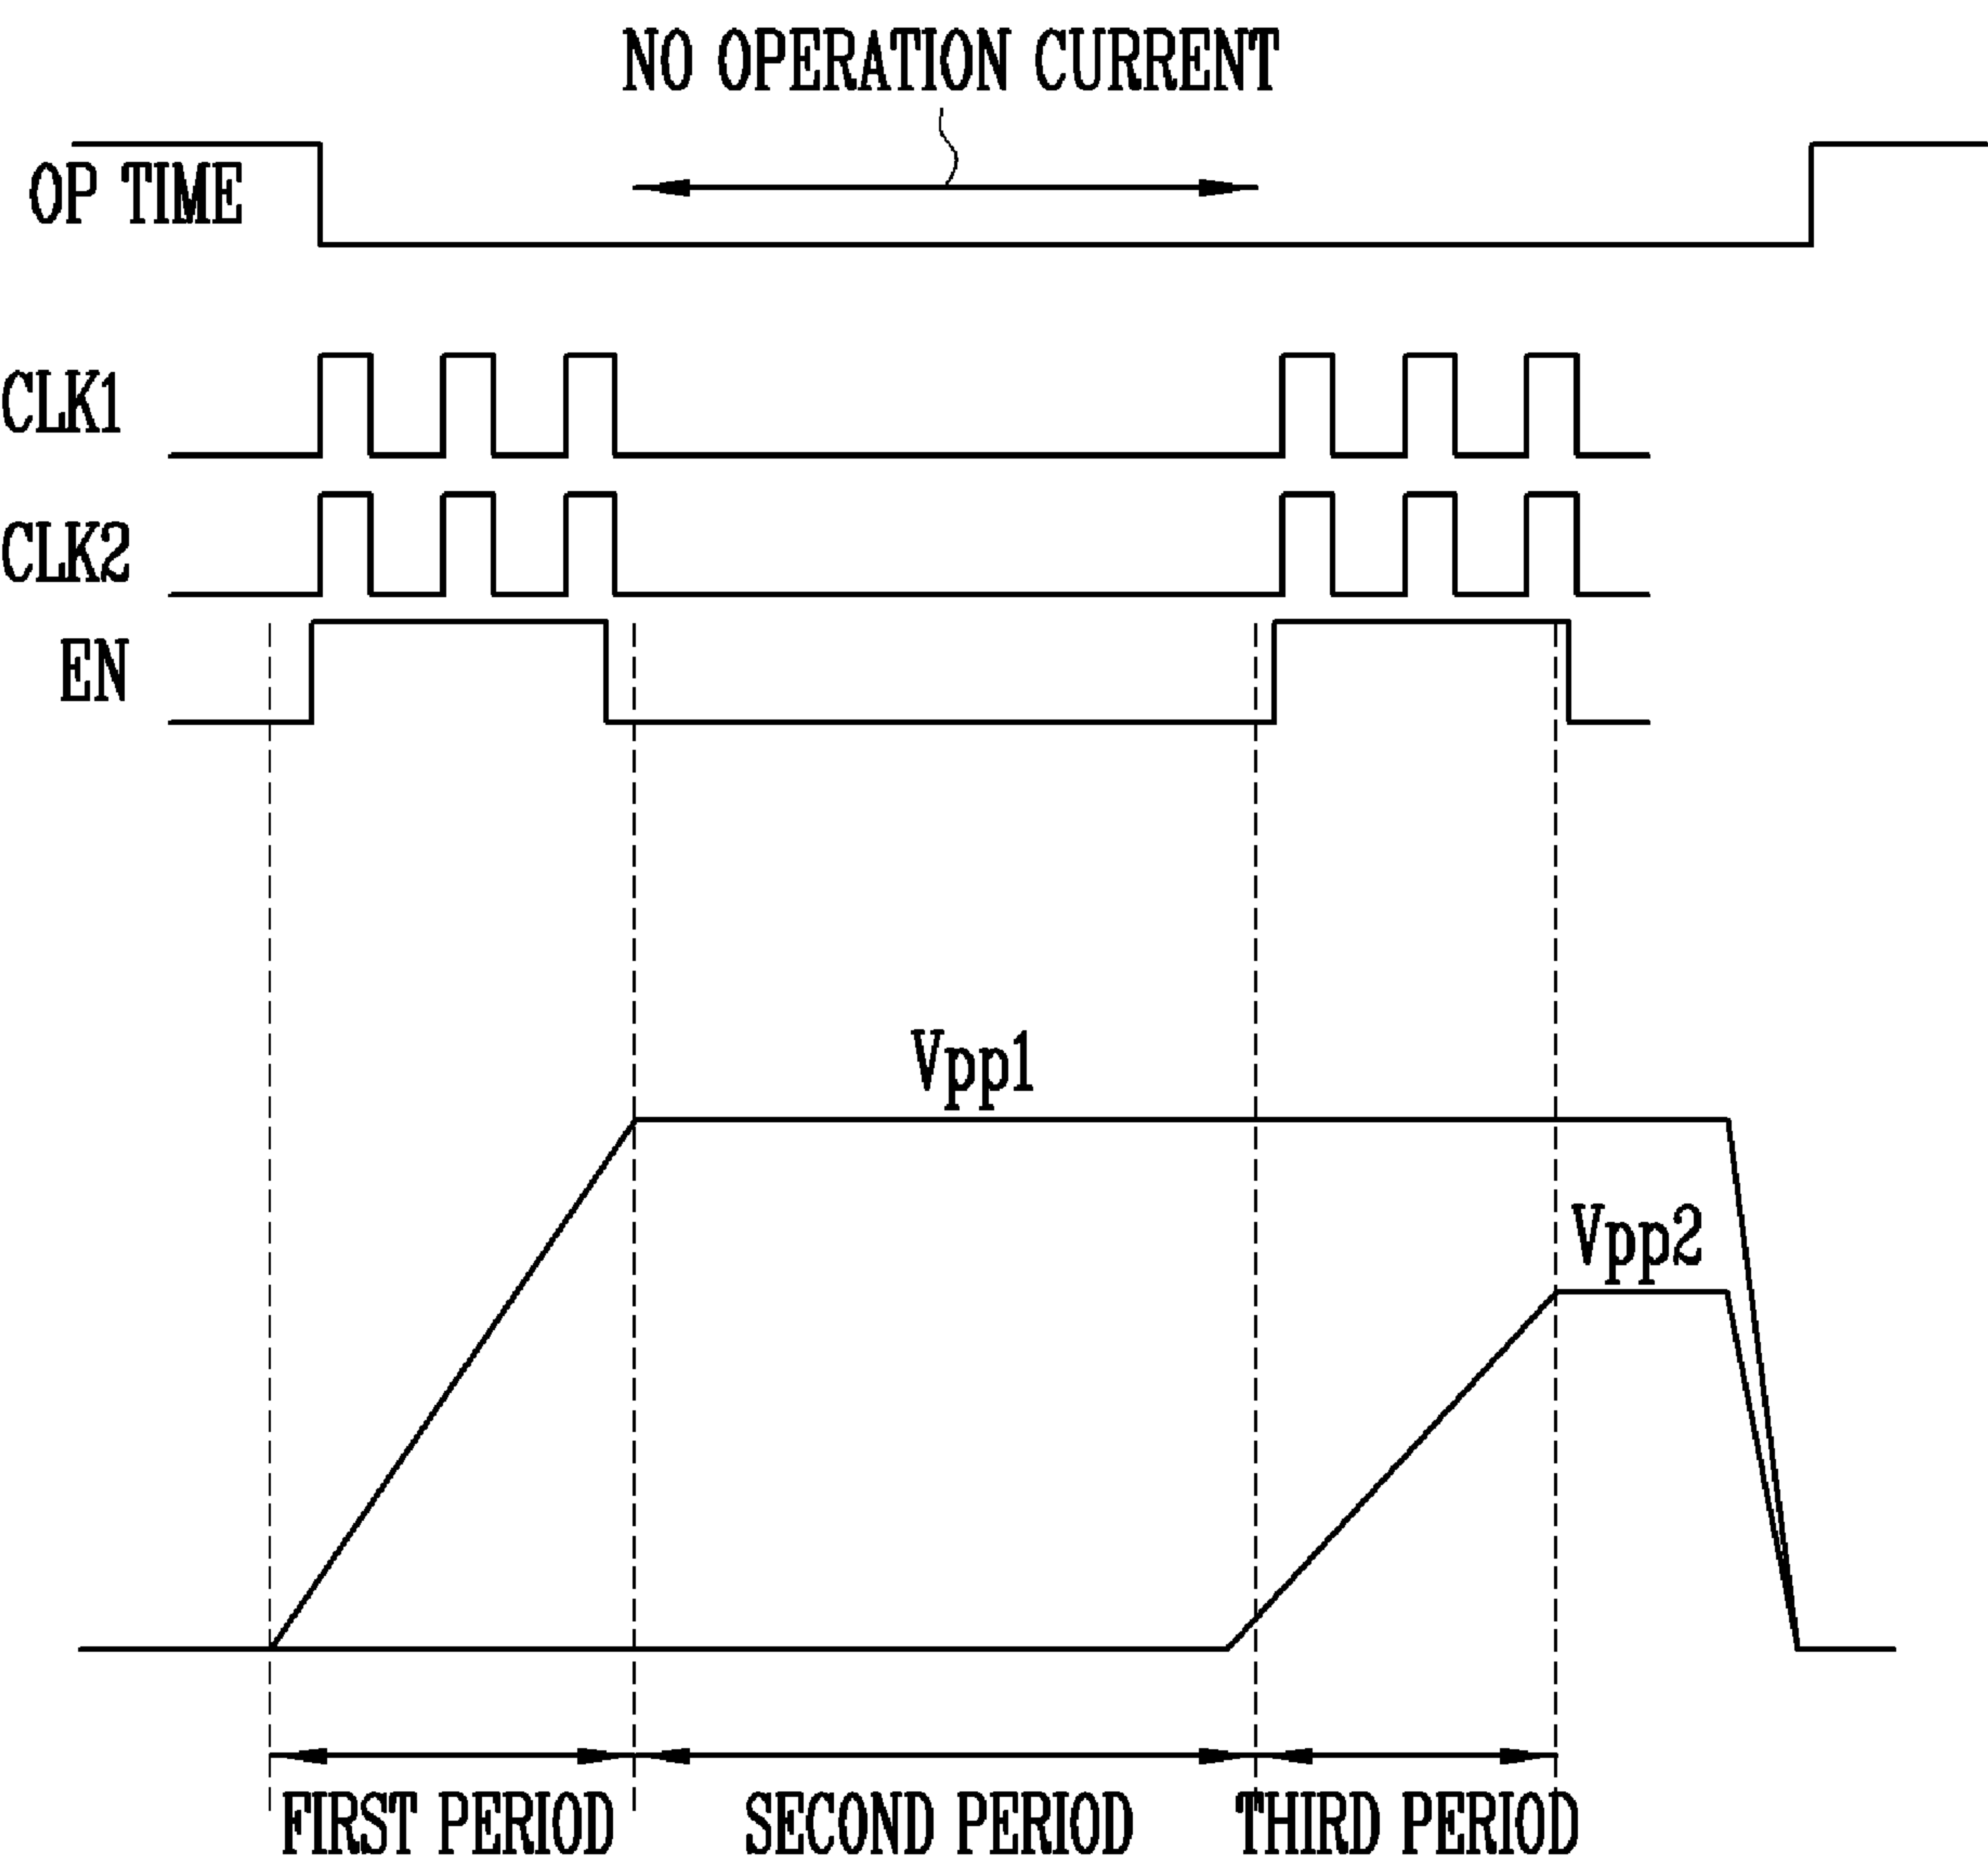 NO OPERATION CURRENT
OP TIME
CLK1
CLK2
EN
Vpp1
Vpp2
FIRST PERIOD
SECOND PERIOD
THIRD PERIOD